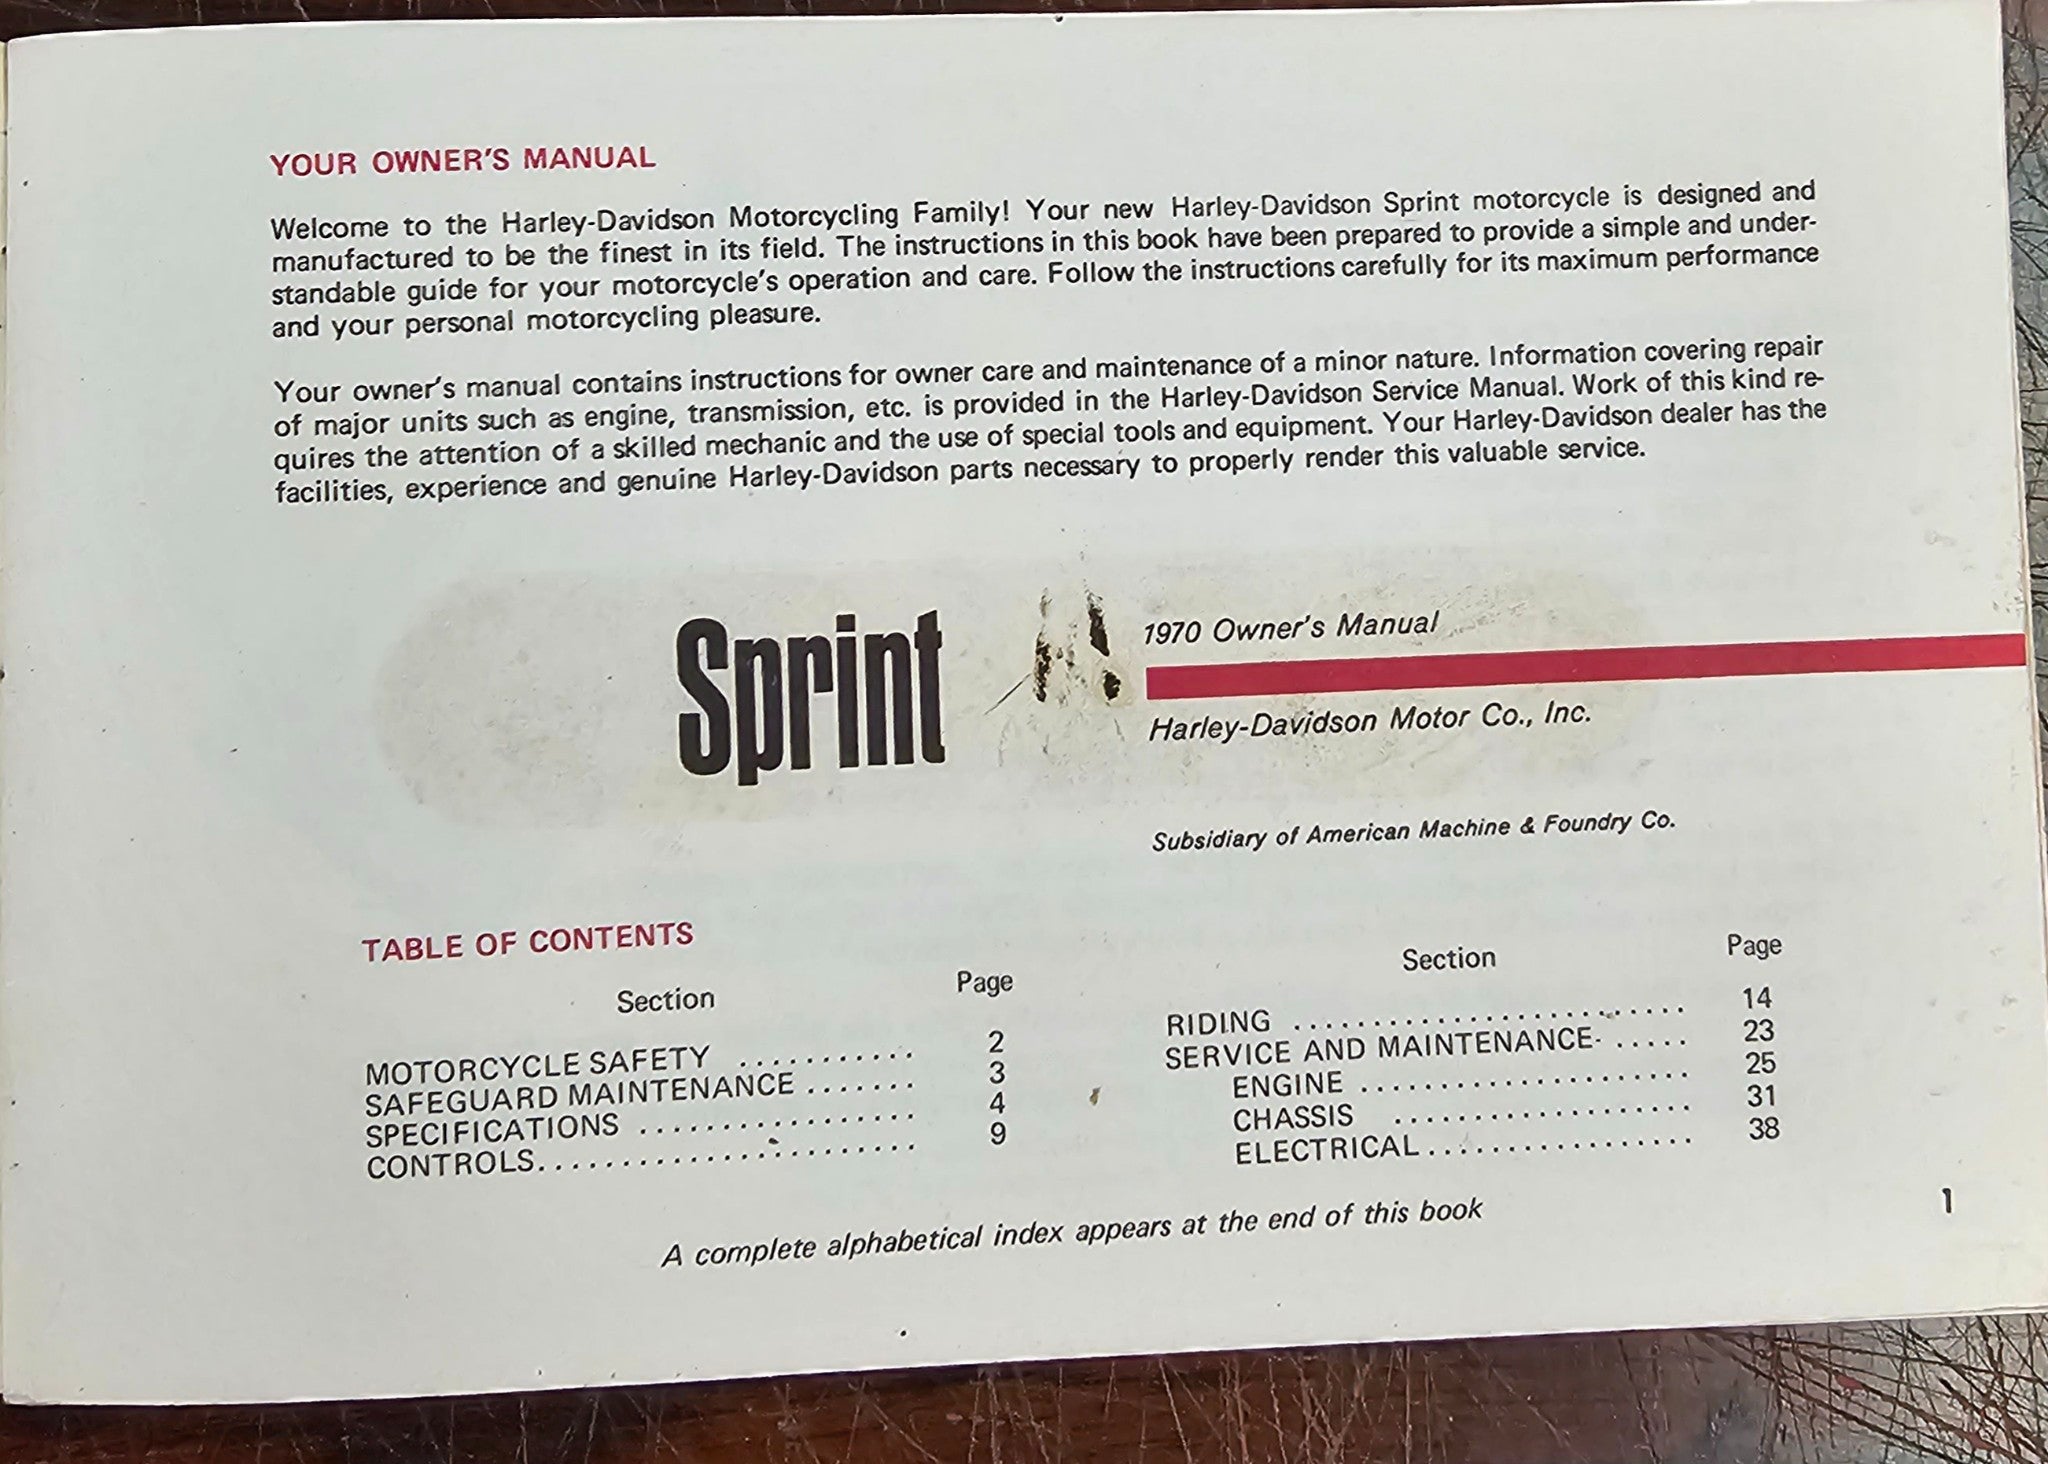 YOUR OWNER'S MANUAL
Welcome to the Harley-Davidson Motorcycling Family! Your new Harley-Davidson Sprint motorcycle is designed and
manufactured to be the finest in its field. The instructions in this book have been prepared to provide a simple and under-
standable guide for your motorcycle's operation and care. Follow the instructions carefully for its maximum performance
and your personal motorcycling pleasure.
Your owner's manual contains instructions for owner care and maintenance of a minor nature. Information covering repair
of major units such as engine, transmission, etc. is provided in the Harley-Davidson Service Manual. Work of this kind re-
quires the attention of a skilled mechanic and the use of special tools and equipment. Your Harley-Davidson dealer has the
facilities, experience and genuine Harley-Davidson parts necessary to properly render this valuable service.
Sprint
1970 Owner's Manual
Harley-Davidson Motor Co., Inc.
Subsidiary of American Machine & Foundry Co.
TABLE OF CONTENTS
Section Page
MOTORCYCLE SAFETY ........... 2
SAFEGUARD MAINTENANCE ....... 3
SPECIFICATIONS .................. 4
CONTROLS........................ 9
Section Page
RIDING ......................... 14
SERVICE AND MAINTENANCE- ..... 23
ENGINE ..................... 25
CHASSIS ................... 31
ELECTRICAL................. 38
A complete alphabetical index appears at the end of this book
1